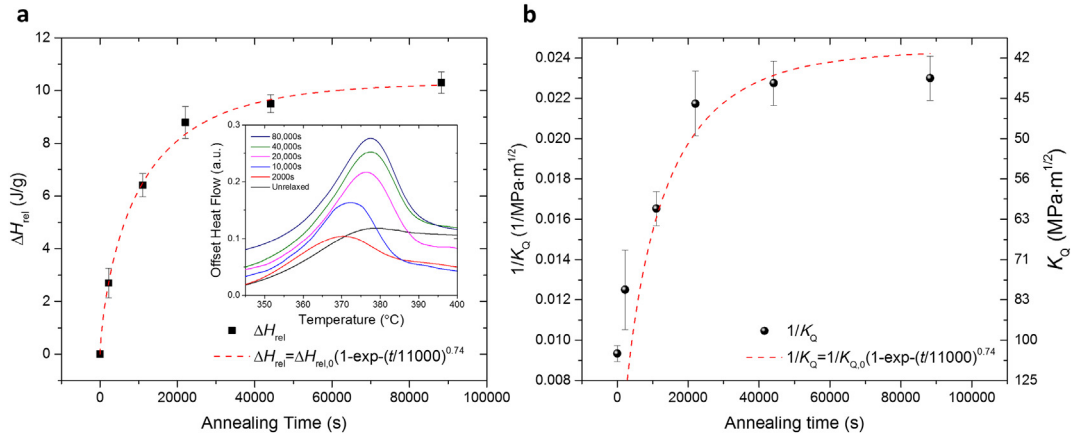 a
12
10
8
6
4
2
0
ΔHrel (J/g)
0
20000
40000
60000
80000
100000
Annealing Time (s)
0.3
0.2
0.1
0.0
Offset Heat Flow (a.u.)
80,000s
40,000s
20,000s
10,000s
2000s
Unrelaxed
350
360
370
380
390
400
Temperature (°C)
ΔHrel
ΔHrel=ΔHrel,0(1-exp-(t/11000)^0.74
b
0.024
0.022
0.020
0.018
0.016
0.014
0.012
0.010
0.008
1/KQ (1/MPa·m^1/2)
0
20000
40000
60000
80000
100000
Annealing time (s)
42
45
50
56
63
71
83
100
125
KQ (MPa·m^1/2)
1/KQ
1/KQ=1/KQ,0(1-exp-(t/11000)^0.74